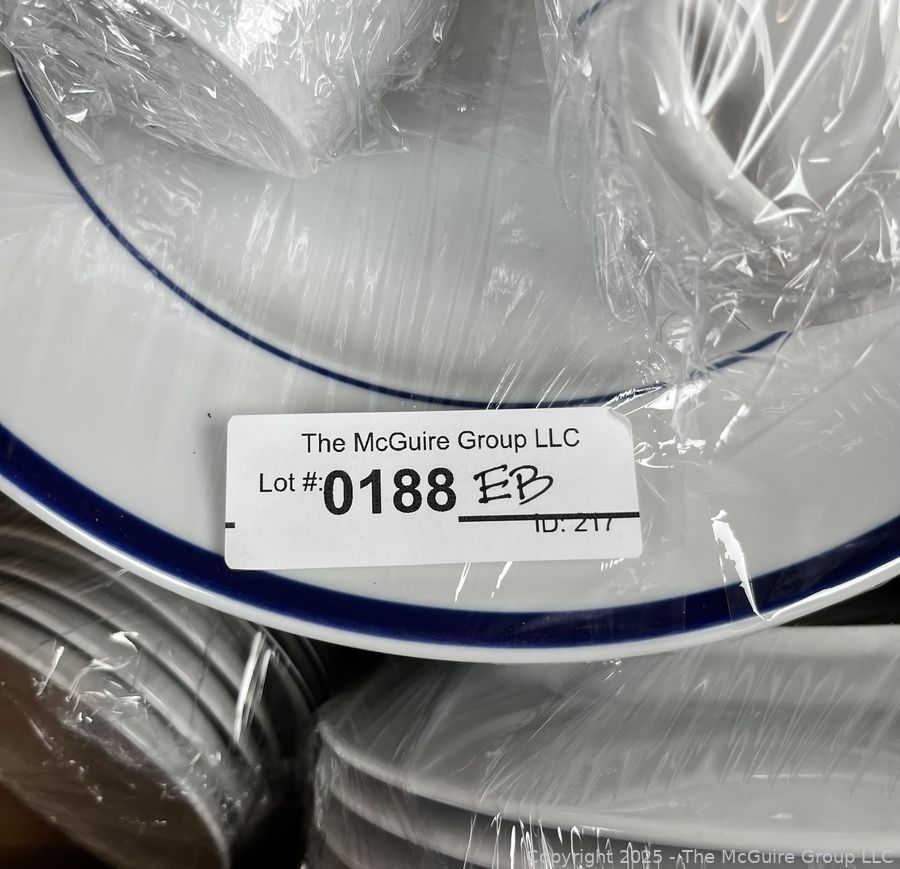 The McGuire Group LLC
Lot #:0188 EB
ID: 217
Copyright 2025 - The McGuire Group LLC